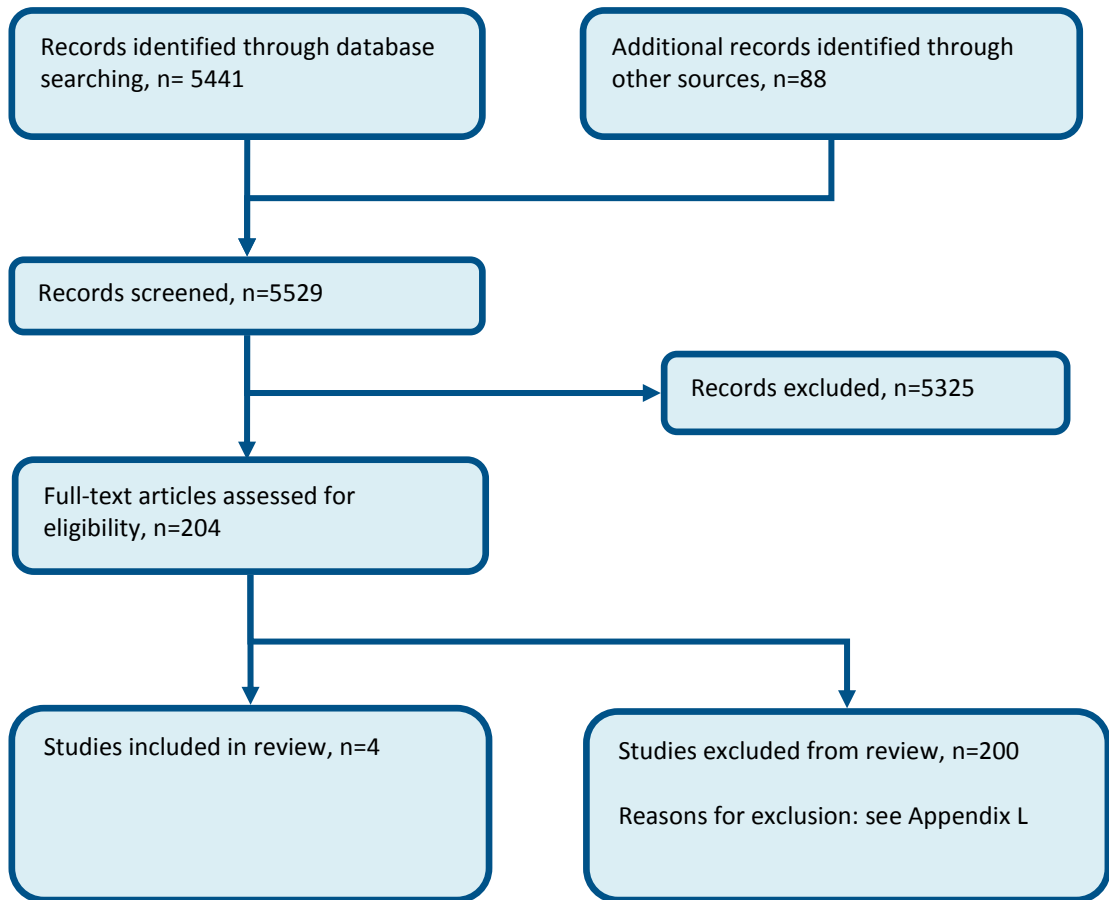 Records identified through database
searching, n= 5441
Additional records identified through
other sources, n=88
Records screened, n=5529
Records excluded, n=5325
Full-text articles assessed for
eligibility, n=204
Studies included in review, n=4
Studies excluded from review, n=200
Reasons for exclusion: see Appendix L